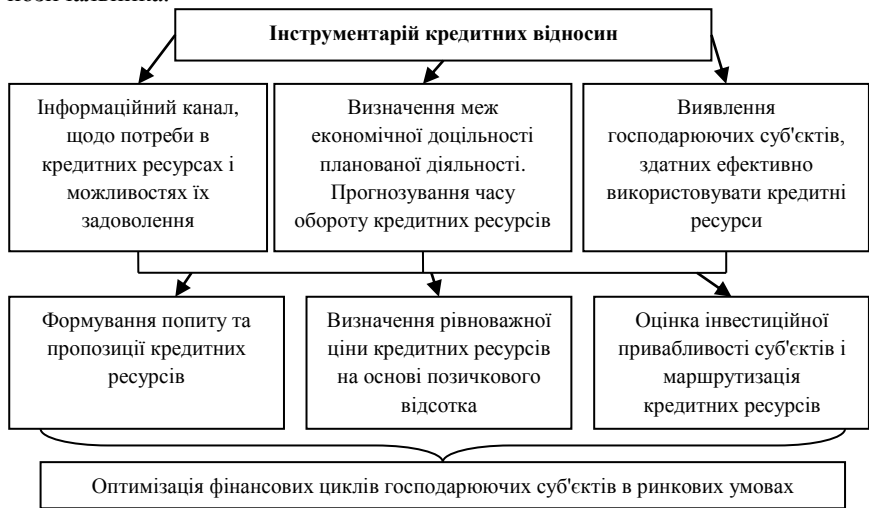 Інструментарій кредитних відносин
Інформаційний канал,
щодо потреби в
кредитних ресурсах і
можливостях їх
задоволення
Визначення меж
економічної доцільності
планованої діяльності.
Прогнозування часу
обороту кредитних ресурсів
Виявлення
господарюючих суб'єктів,
здатних ефективно
використовувати кредитні
ресурси
Формування попиту та
пропозиції кредитних
ресурсів
Визначення рівноважної
ціни кредитних ресурсів
на основі позичкового
відсотка
Оцінка інвестиційної
привабливості суб'єктів і
маршрутизація
кредитних ресурсів
Оптимізація фінансових циклів господарюючих суб'єктів в ринкових умовах